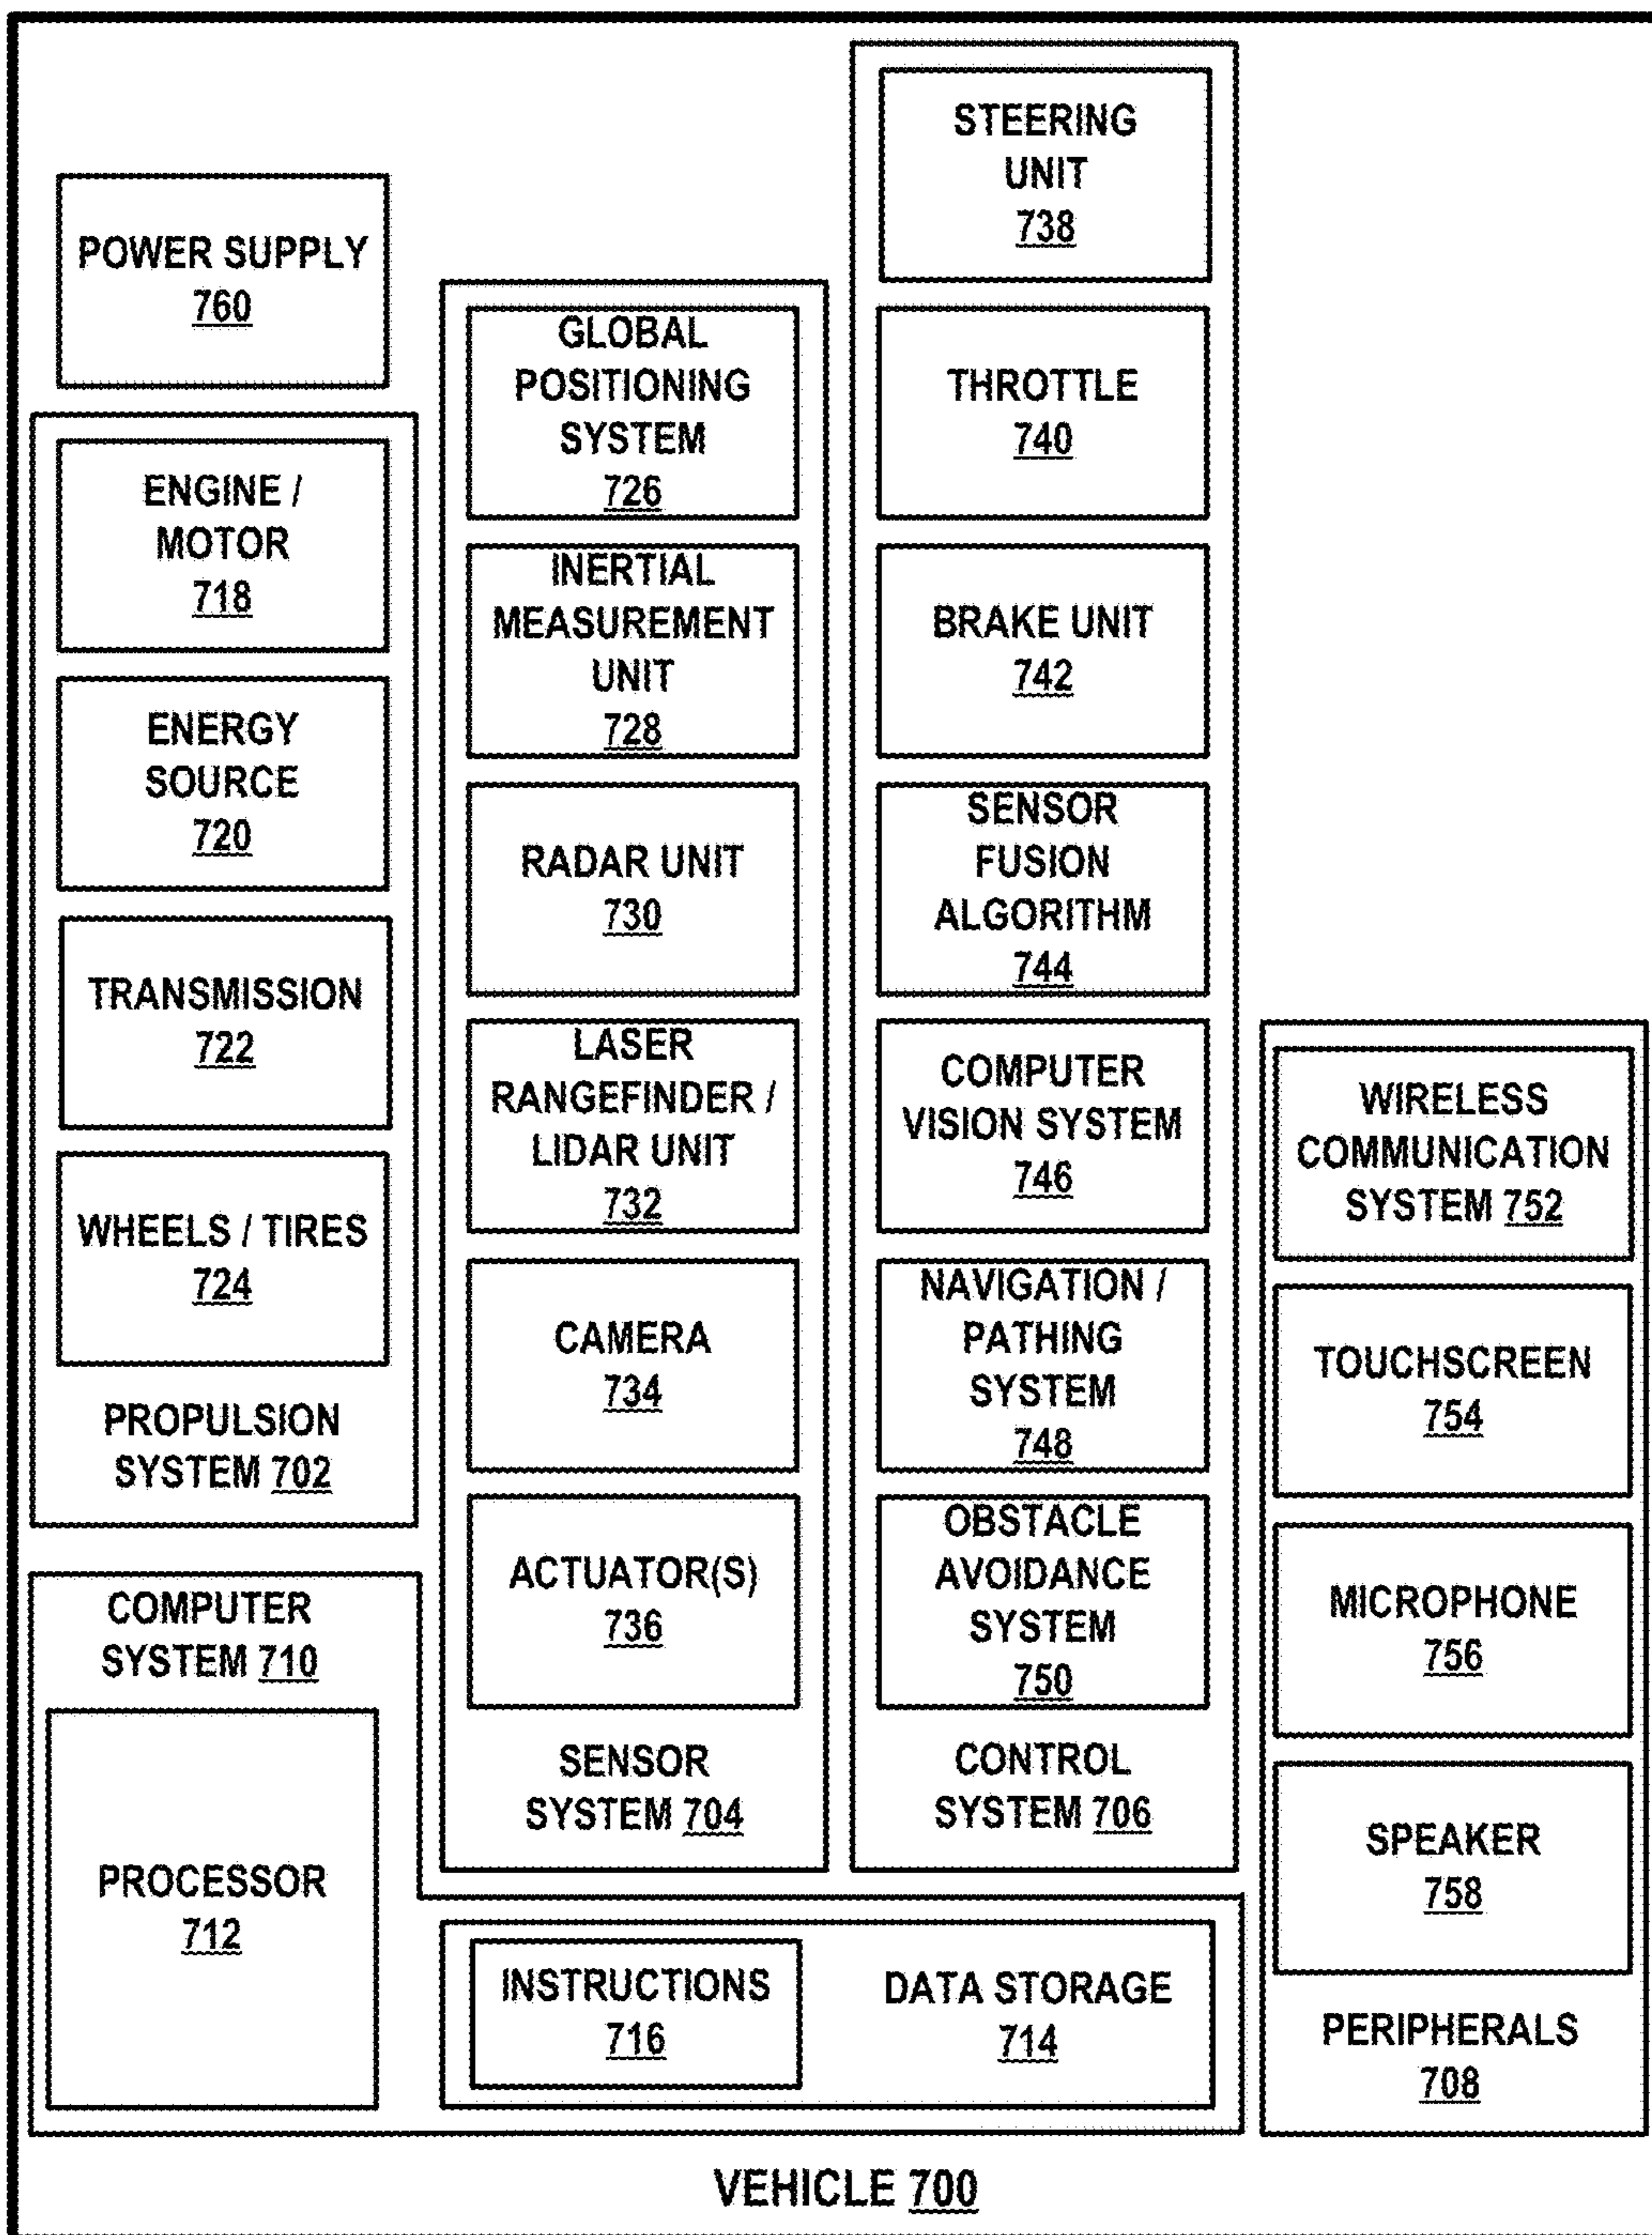 POWER SUPPLY
760
ENGINE /
MOTOR
718
ENERGY
SOURCE
720
TRANSMISSION
722
WHEELS / TIRES
724
PROPULSION
SYSTEM 702
COMPUTER
SYSTEM 710
PROCESSOR
712
GLOBAL
POSITIONING
SYSTEM
726
INERTIAL
MEASUREMENT
UNIT
728
RADAR UNIT
730
LASER
RANGEFINDER /
LIDAR UNIT
732
CAMERA
734
ACTUATOR(S)
736
SENSOR
SYSTEM 704
STEERING
UNIT
738
THROTTLE
740
BRAKE UNIT
742
SENSOR
FUSION
ALGORITHM
744
COMPUTER
VISION SYSTEM
746
NAVIGATION /
PATHING
SYSTEM
748
OBSTACLE
AVOIDANCE
SYSTEM
750
CONTROL
SYSTEM 706
INSTRUCTIONS
716
DATA STORAGE
714
WIRELESS
COMMUNICATION
SYSTEM 752
TOUCHSCREEN
754
MICROPHONE
756
SPEAKER
758
PERIPHERALS
708
VEHICLE 700